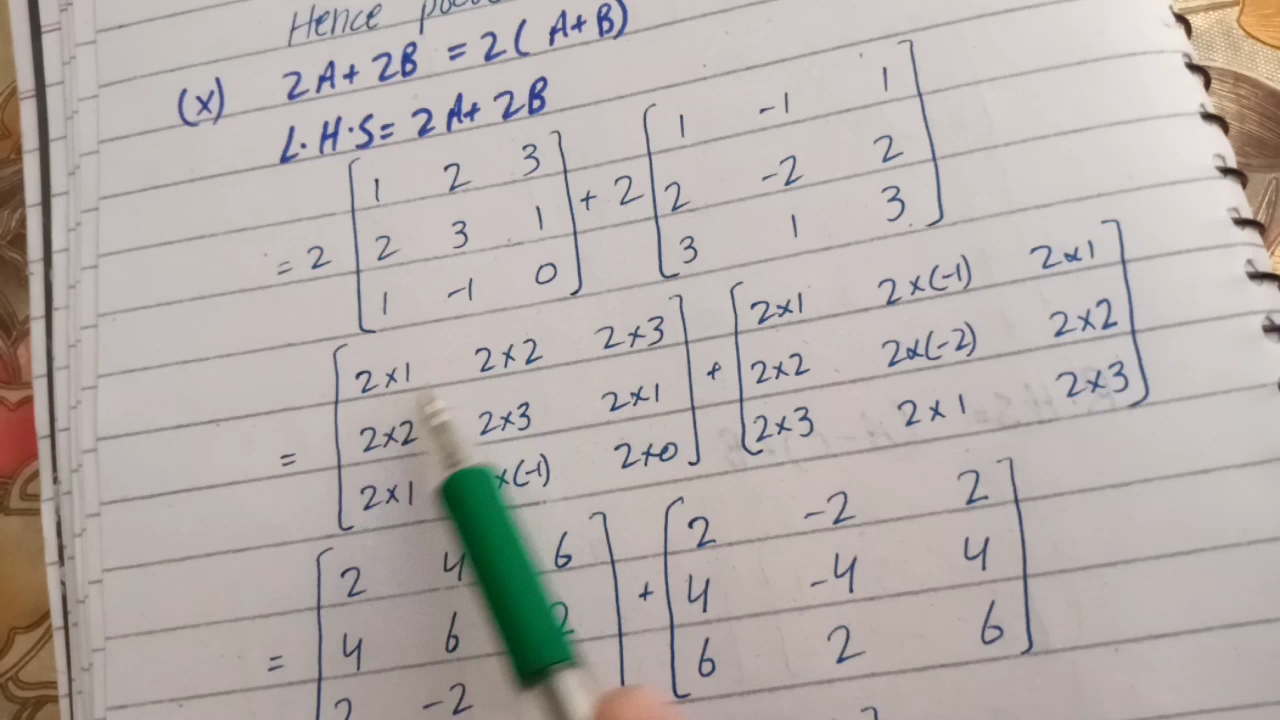 Hence
(x) 2A+2B = 2(A+B)
L.H.S = 2A+2B
= 2 [1 2 3 + 2 [1 -1 1
2 3 1 2 -2 2
1 -1 0] 3 1 3]
= [2×1 2×2 2×3 + [2×1 2×(-1) 2×1
2×2 2×3 2×1 2×2 2×(-2) 2×2
2×1 ×(-1) 2×0] 2×3 2×1 2×3]
= [2 4 6 + [2 -2 2
4 6 2 4 -4 4
2 -2 6 2 6]